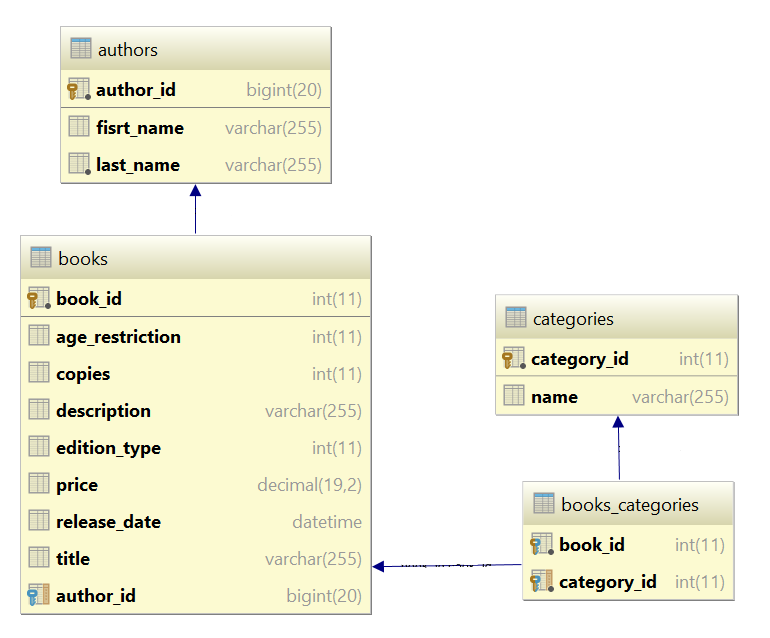 authors
author_id bigint(20)
fisrt_name varchar(255)
last_name varchar(255)
books
book_id int(11)
age_restriction int(11)
copies int(11)
description varchar(255)
edition_type int(11)
price decimal(19,2)
release_date datetime
title varchar(255)
author_id bigint(20)
categories
category_id int(11)
name varchar(255)
books_categories
book_id int(11)
category_id int(11)